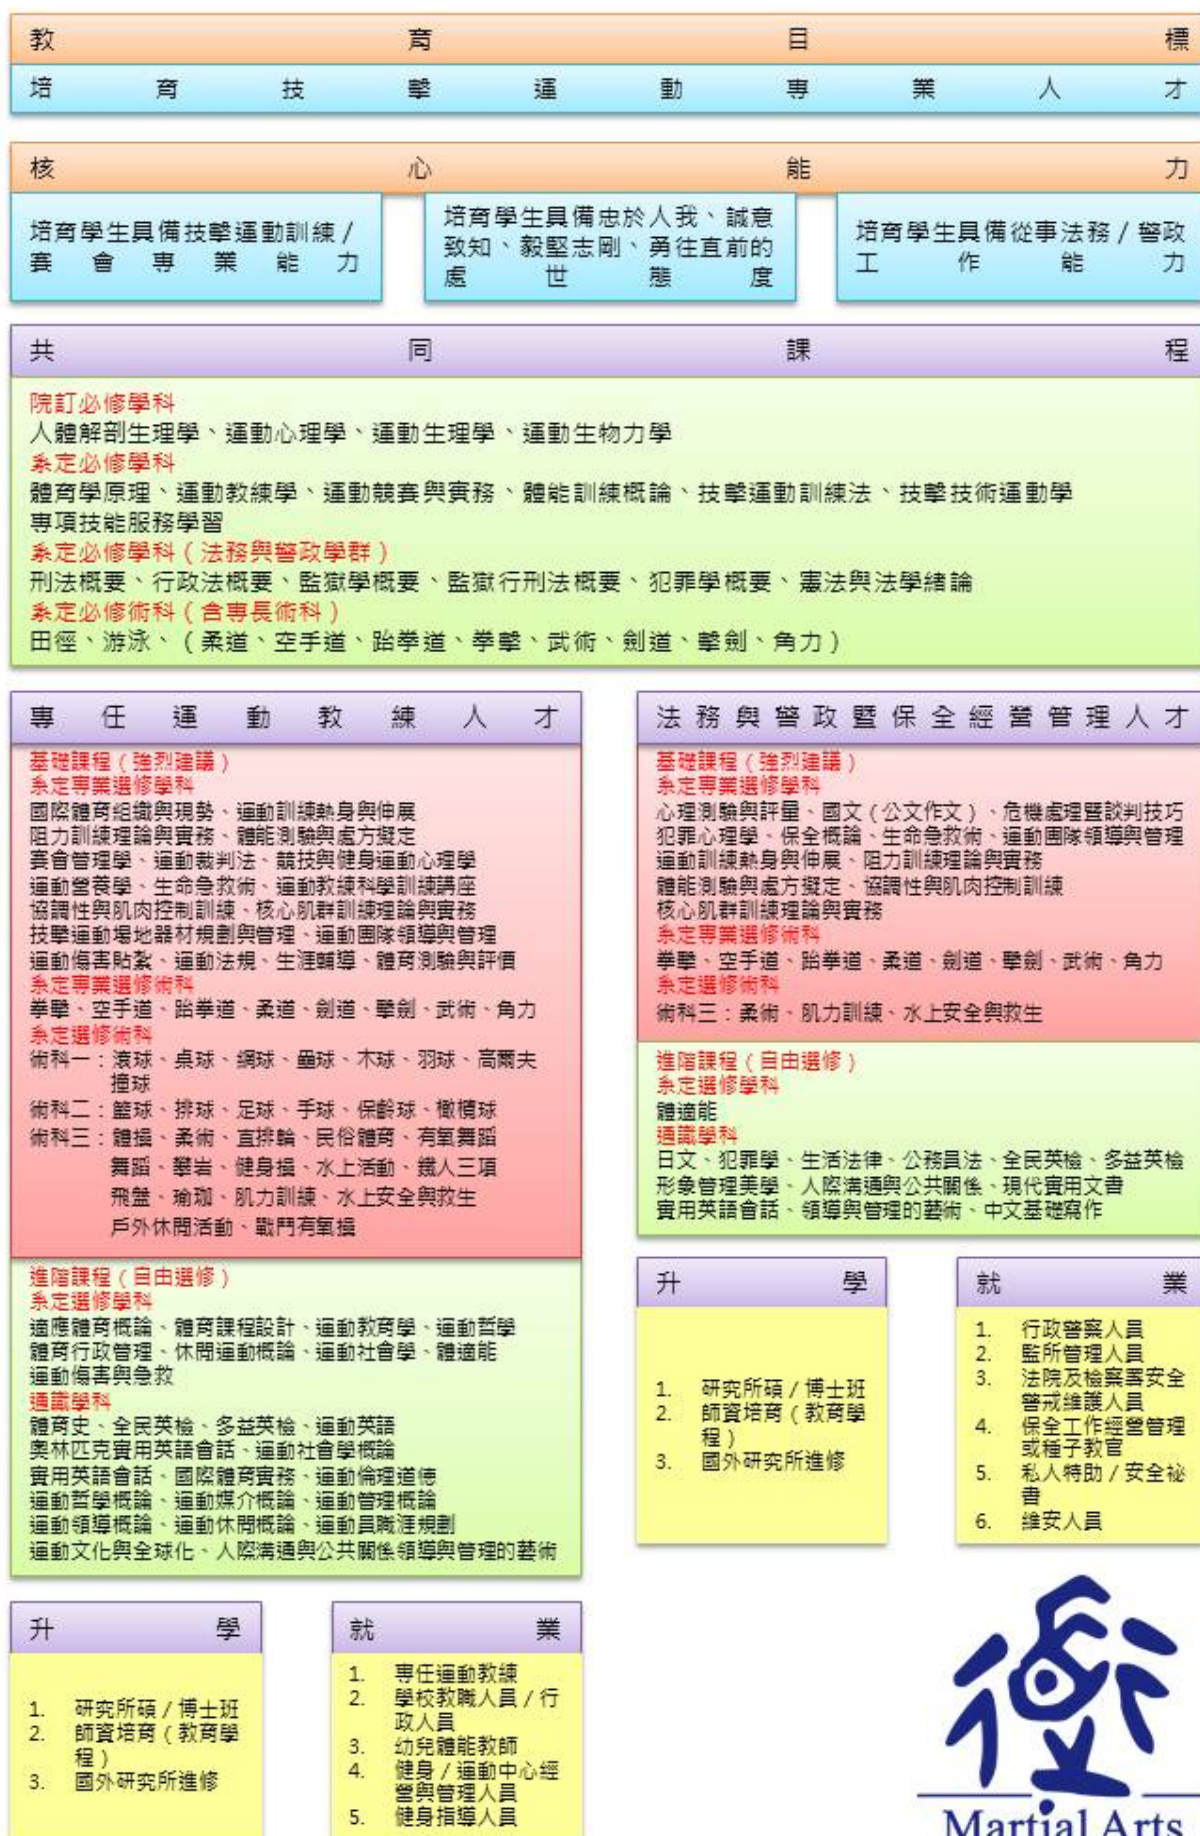 教育目標
培育技擊運動專業人才
核心能力
培育學生具備技擊運動訓練/
賽會專業能力
培育學生具備忠於人我、誠意
致知、毅堅志剛、勇往直前的
處世態度
培育學生具備從事法務/警政
工作能力
共同課程
院訂必修學科
人體解剖生理學、運動心理學、運動生理學、運動生物力學
系定必修學科
體育學原理、運動教練學、運動競賽與實務、體能訓練概論、技擊運動訓練法、技擊技術運動學
專項技能服務學習
系定必修學科(法務與警政學群)
刑法概要、行政法概要、監獄學概要、監獄行刑法概要、犯罪學概要、憲法與法學緒論
系定必修術科(含專長術科)
田徑、游泳、(柔道、空手道、跆拳道、拳擊、武術、劍道、擊劍、角力)
專任運動教練人才
基礎課程(強烈建議)
系定專業選修學科
國際體育組織與現勢、運動訓練熱身與伸展
阻力訓練理論與實務、體能測驗與處方擬定
賽會管理學、運動裁判法、競技與健身運動心理學
運動營養學、生命急救術、運動教練科學訓練講座
協調性與肌肉控制訓練、核心肌群訓練理論與實務
技擊運動場地器材規劃與管理、運動團隊領導與管理
運動傷害貼紮、運動法規、生涯輔導、體育測驗與評價
系定專業選修術科
拳擊、空手道、跆拳道、柔道、劍道、擊劍、武術、角力
系定選修術科
術科一:滾球、桌球、網球、壘球、木球、羽球、高爾夫
撞球
術科二:籃球、排球、足球、手球、保齡球、橄欖球
術科三:體操、柔術、直排輪、民俗體育、有氧舞蹈
舞蹈、攀岩、健身操、水上活動、鐵人三項
飛盤、瑜珈、肌力訓練、水上安全與救生
戶外休閒活動、戰鬥有氧操
進階課程(自由選修)
系定選修學科
適應體育概論、體育課程設計、運動教育學、運動哲學
體育行政管理、休閒運動概論、運動社會學、體適能
運動傷害與急救
通識學科
體育史、全民英檢、多益英檢、運動英語
奧林匹克實用英語會話、運動社會學概論
實用英語會話、國際體育實務、運動倫理道德
運動哲學概論、運動媒介概論、運動管理概論
運動領導概論、運動休閒概論、運動員職涯規劃
運動文化與全球化、人際溝通與公共關係領導與管理的藝術
升學
1. 研究所碩/博士班
2. 師資培育(教育學
程)
3. 國外研究所進修
就業
1. 專任運動教練
2. 學校教職人員/行
政人員
3. 幼兒體能教師
4. 健身/運動中心經
營與管理人員
5. 健身指導人員
法務與警政暨保全經營管理人才
基礎課程(強烈建議)
系定專業選修學科
心理測驗與評量、國文(公文作文)、危機處理暨談判技巧
犯罪心理學、保全概論、生命急救術、運動團隊領導與管理
運動訓練熱身與伸展、阻力訓練理論與實務
體能測驗與處方擬定、協調性與肌肉控制訓練
核心肌群訓練理論與實務
系定專業選修術科
拳擊、空手道、跆拳道、柔道、劍道、擊劍、武術、角力
系定選修術科
術科三:柔術、肌力訓練、水上安全與救生
進階課程(自由選修)
系定選修學科
體適能
通識學科
日文、犯罪學、生活法律、公務員法、全民英檢、多益英檢
形象管理美學、人際溝通與公共關係、現代實用文書
實用英語會話、領導與管理的藝術、中文基礎寫作
升學
1. 研究所碩/博士班
2. 師資培育(教育學
程)
3. 國外研究所進修
就業
1. 行政警察人員
2. 監所管理人員
3. 法院及檢察署安全
警戒維護人員
4. 保全工作經營管理
或種子教官
5. 私人特助/安全祕
書
6. 維安人員
Martial Arts